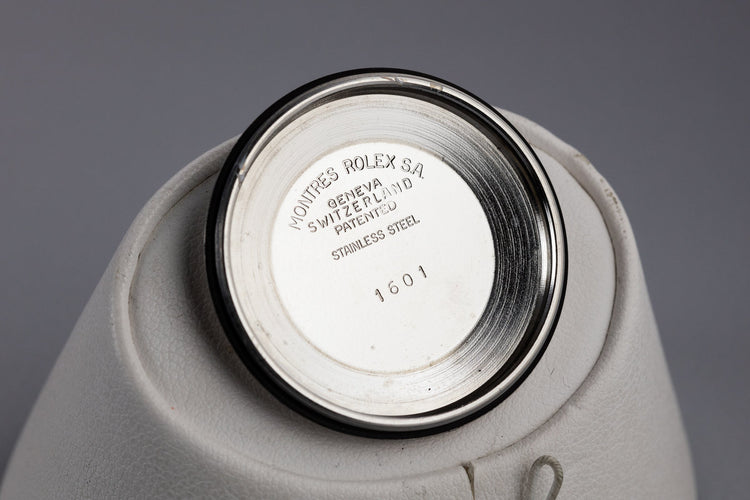 MONTRES ROLEX S.A.
GENEVA
SWITZERLAND
PATENTED
STAINLESS STEEL
1601